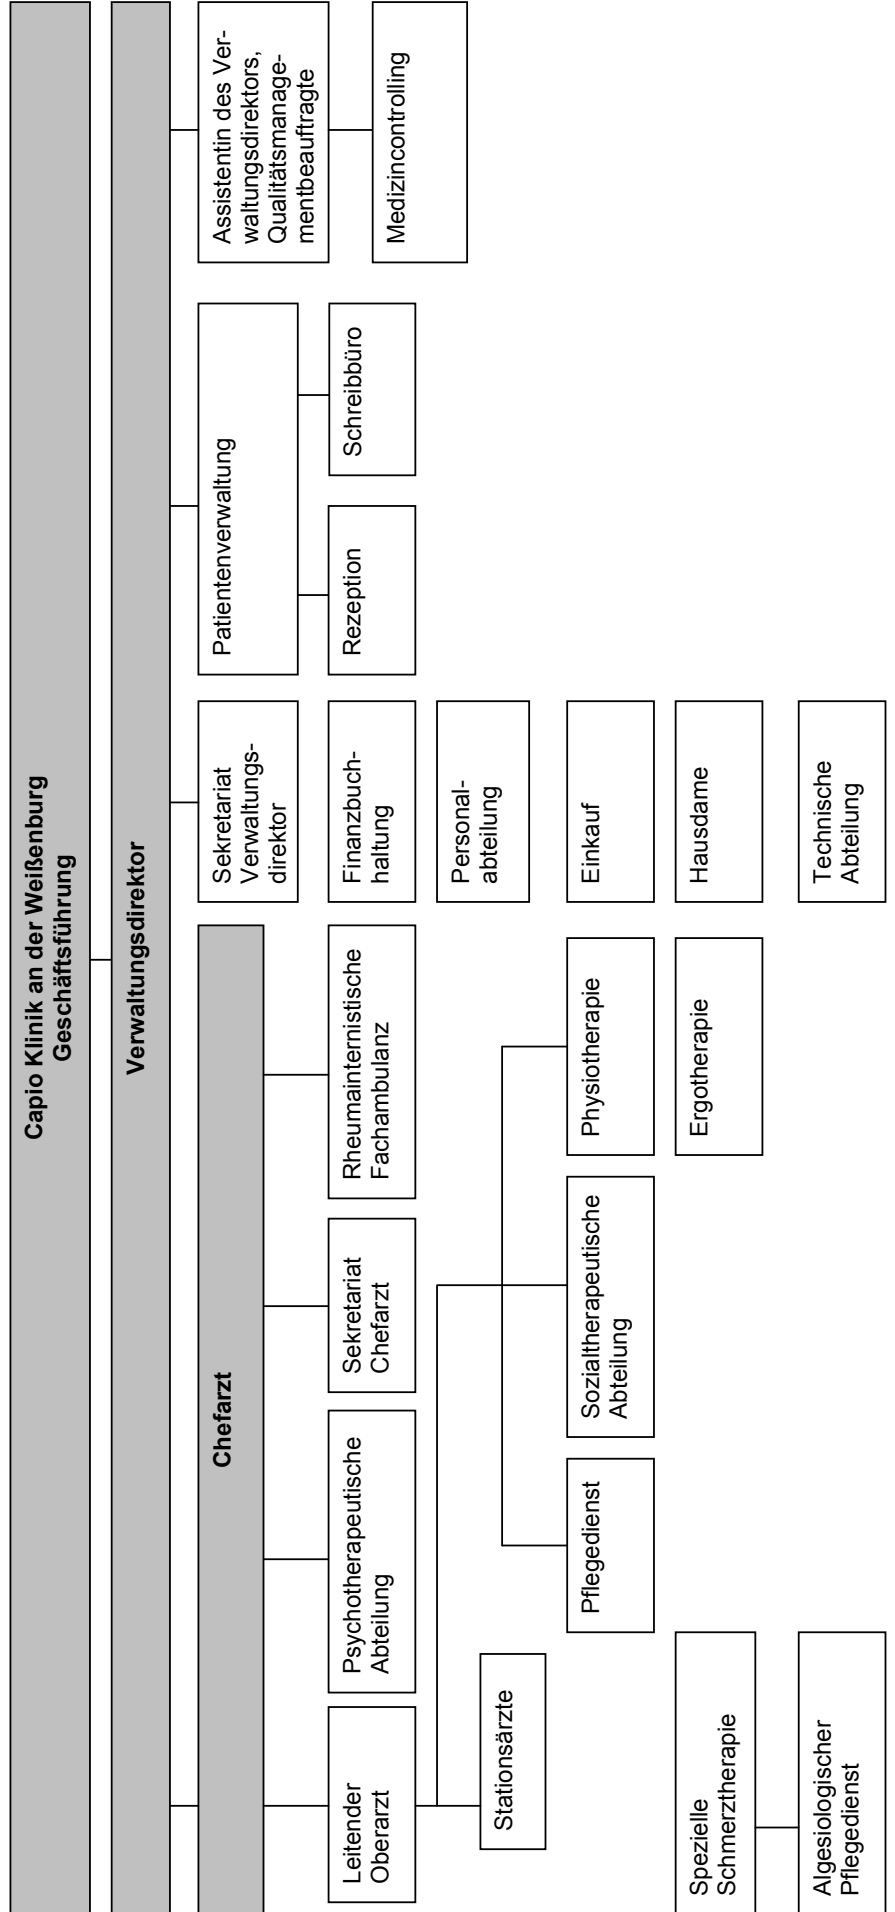 Capio Klinik an der Weißenburg
Geschäftsführung
Verwaltungsdirektor
Chefarzt
Leitender
Oberarzt
Psychotherapeutische
Abteilung
Sekretariat
Chefarzt
Rheumainternistische
Fachambulanz
Stationsärzte
Pflegedienst
Sozialtherapeutische
Abteilung
Physiotherapie
Ergotherapie
Spezielle
Schmerztherapie
Algesiologischer
Pflegedienst
Sekretariat
Verwaltungs-
direktor
Finanzbuch-
haltung
Personal-
abteilung
Einkauf
Hausdame
Technische
Abteilung
Patientenverwaltung
Rezeption
Schreibbüro
Assistentin des Ver-
waltungsdirektors,
Qualitätsmanage-
mentbeauftragte
Medizincontrolling